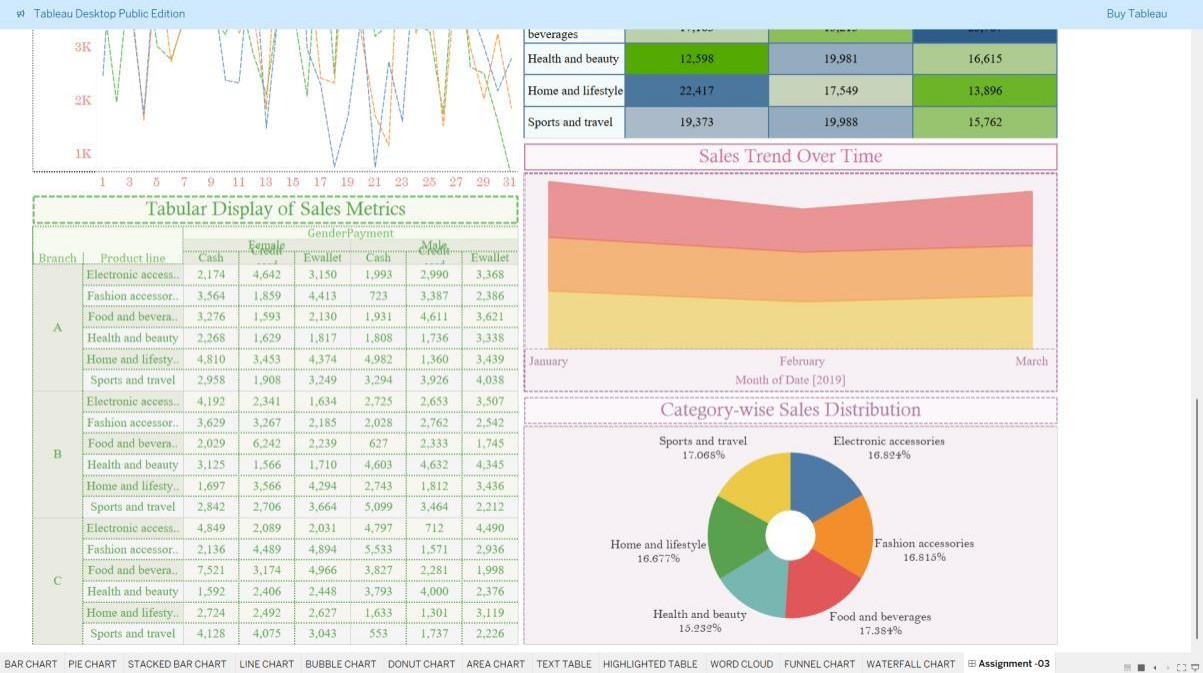 Tableau Desktop Public Edition
Buy Tableau
3K
2K
1K
1 3 5 7 9 11 13 15 17 19 21 23 25 27 29 31
beverages
Health and beauty 12,598 19,981 16,615
Home and lifestyle 22,417 17,549 13,896
Sports and travel 19,373 19,988 15,762
Tabular Display of Sales Metrics
GenderPayment
Female Male
Branch Product line Cash Credit Ewallet Cash Credit Ewallet
A
Electronic access.. 2,174 4,642 3,150 1,993 2,990 3,368
Fashion accessor.. 3,564 1,859 4,413 723 3,387 2,386
Food and bevera.. 3,276 1,593 2,130 1,931 4,611 3,621
Health and beauty 2,268 1,629 1,817 1,808 1,736 3,338
Home and lifesty.. 4,810 3,453 4,374 4,982 1,360 3,439
Sports and travel 2,958 1,908 3,249 3,294 3,926 4,038
B
Electronic access.. 4,192 2,341 1,634 2,725 2,653 3,507
Fashion accessor.. 3,629 3,267 2,185 2,028 2,762 2,542
Food and bevera.. 2,029 6,242 2,239 627 2,333 1,745
Health and beauty 3,125 1,566 1,710 4,603 4,632 4,345
Home and lifesty.. 1,697 3,566 4,294 2,743 1,812 3,436
Sports and travel 2,842 2,706 3,664 5,099 3,464 2,212
C
Electronic access.. 4,849 2,089 2,031 4,797 712 4,490
Fashion accessor.. 2,136 4,489 4,894 5,533 1,571 2,936
Food and bevera.. 7,521 3,174 4,966 3,827 2,281 1,998
Health and beauty 1,592 2,406 2,448 3,793 4,000 2,376
Home and lifesty.. 2,724 2,492 2,627 1,633 1,301 3,119
Sports and travel 4,128 4,075 3,043 553 1,737 2,226
Sales Trend Over Time
January February March
Month of Date [2019]
Category-wise Sales Distribution
Sports and travel
17.068%
Electronic accessories
16.824%
Home and lifestyle
16.677%
Fashion accessories
16.815%
Health and beauty
15.232%
Food and beverages
17.384%
BAR CHART PIE CHART STACKED BAR CHART LINE CHART BUBBLE CHART DONUT CHART AREA CHART TEXT TABLE HIGHLIGHTED TABLE WORD CLOUD FUNNEL CHART WATERFALL CHART Assignment -03